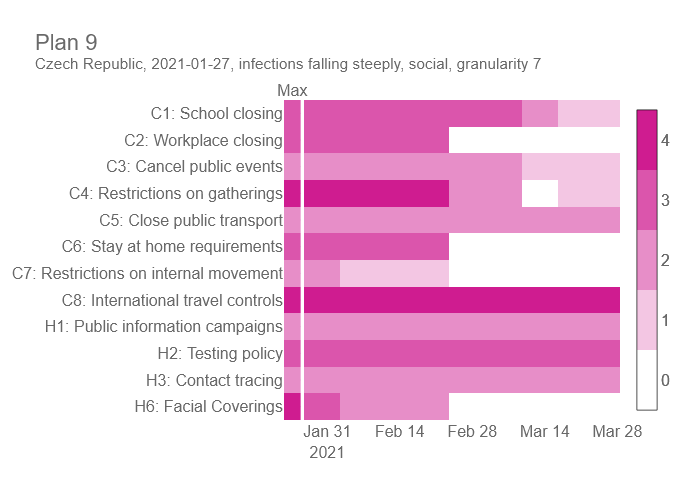 Plan 9
Czech Republic, 2021-01-27, infections falling steeply, social, granularity 7
Max
C1: School closing
C2: Workplace closing
C3: Cancel public events
C4: Restrictions on gatherings
C5: Close public transport
C6: Stay at home requirements
C7: Restrictions on internal movement
C8: International travel controls
H1: Public information campaigns
H2: Testing policy
H3: Contact tracing
H6: Facial Coverings
4
3
2
1
0
Jan 31 Feb 14 Feb 28 Mar 14 Mar 28
2021